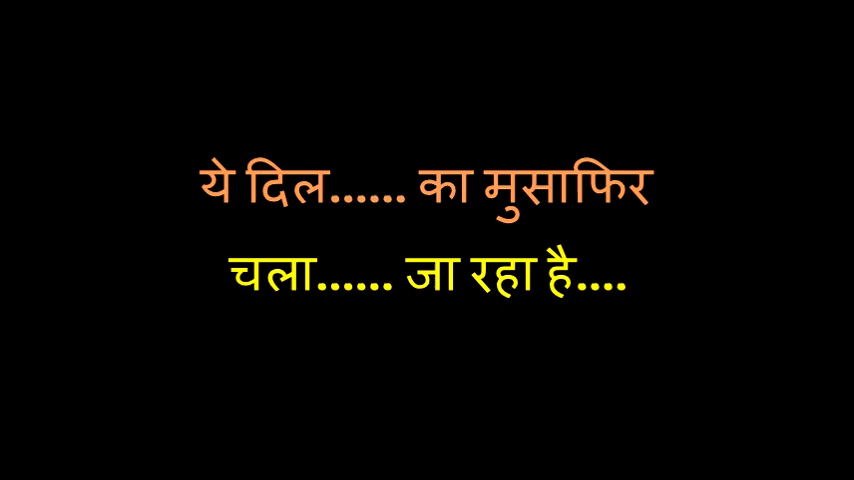 ये दिल...... का मुसाफिर
चला...... जा रहा है....